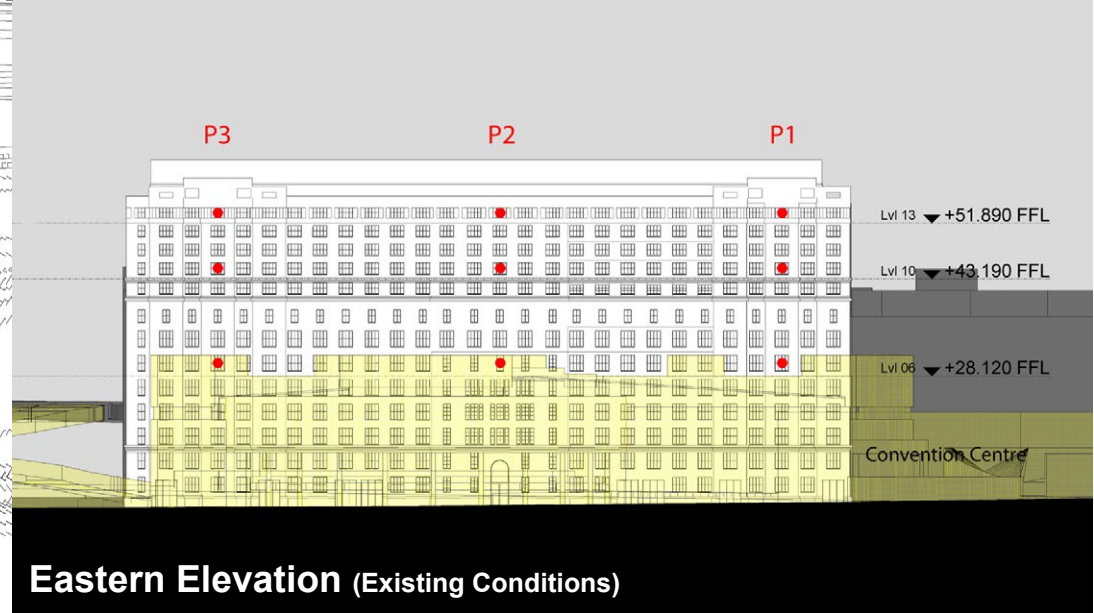 P3 P2 P1
Lvl 13 +51.890 FFL
Lvl 10 +43.190 FFL
Lvl 06 +28.120 FFL
Convention Centre
Eastern Elevation (Existing Conditions)